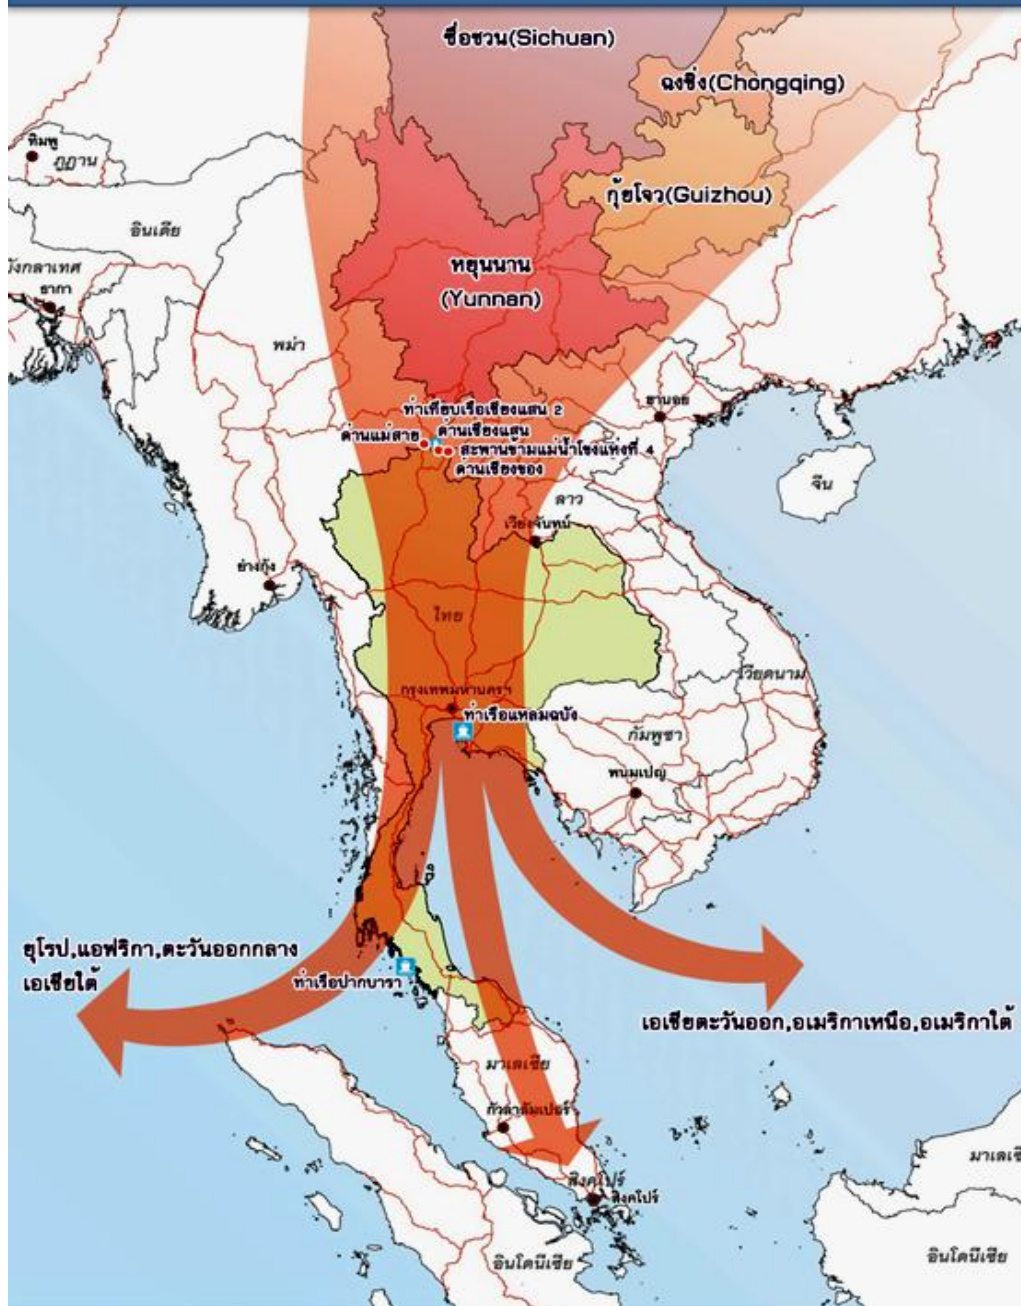 ซื่อชวน(Sichuan)
ฉงชิ่ง(Chongqing)
ทิมพู
ภูฏาน
กุ้ยโจว(Guizhou)
อินเดีย
ังกลาเทศ
ธากา
หยุนนาน
(Yunnan)
พม่า
ฮานอย
ท่าเทียบเรือเชียงแสน 2
ด่านเชียงแสน
ด่านแม่สาย
สะพานข้ามแม่น้ำโขงแห่งที่ 4
ด่านเชียงของ
จีน
ลาว
เวียงจันทน์
ย่างกุ้ง
ไทย
เวียดนาม
กรุงเทพมหานครฯ
ท่าเรือแหลมฉบัง
กัมพูชา
พนมเปญ
ยุโรป,แอฟริกา,ตะวันออกกลาง
เอเชียใต้
ท่าเรือปากบารา
เอเชียตะวันออก,อเมริกาเหนือ,อเมริกาใต้
มาเลเซีย
กัวลาลัมเปอร์
มาเลเซี
สิงคโปร์
สิงคโปร์
อินโดนีเซีย
อินโดนีเซีย